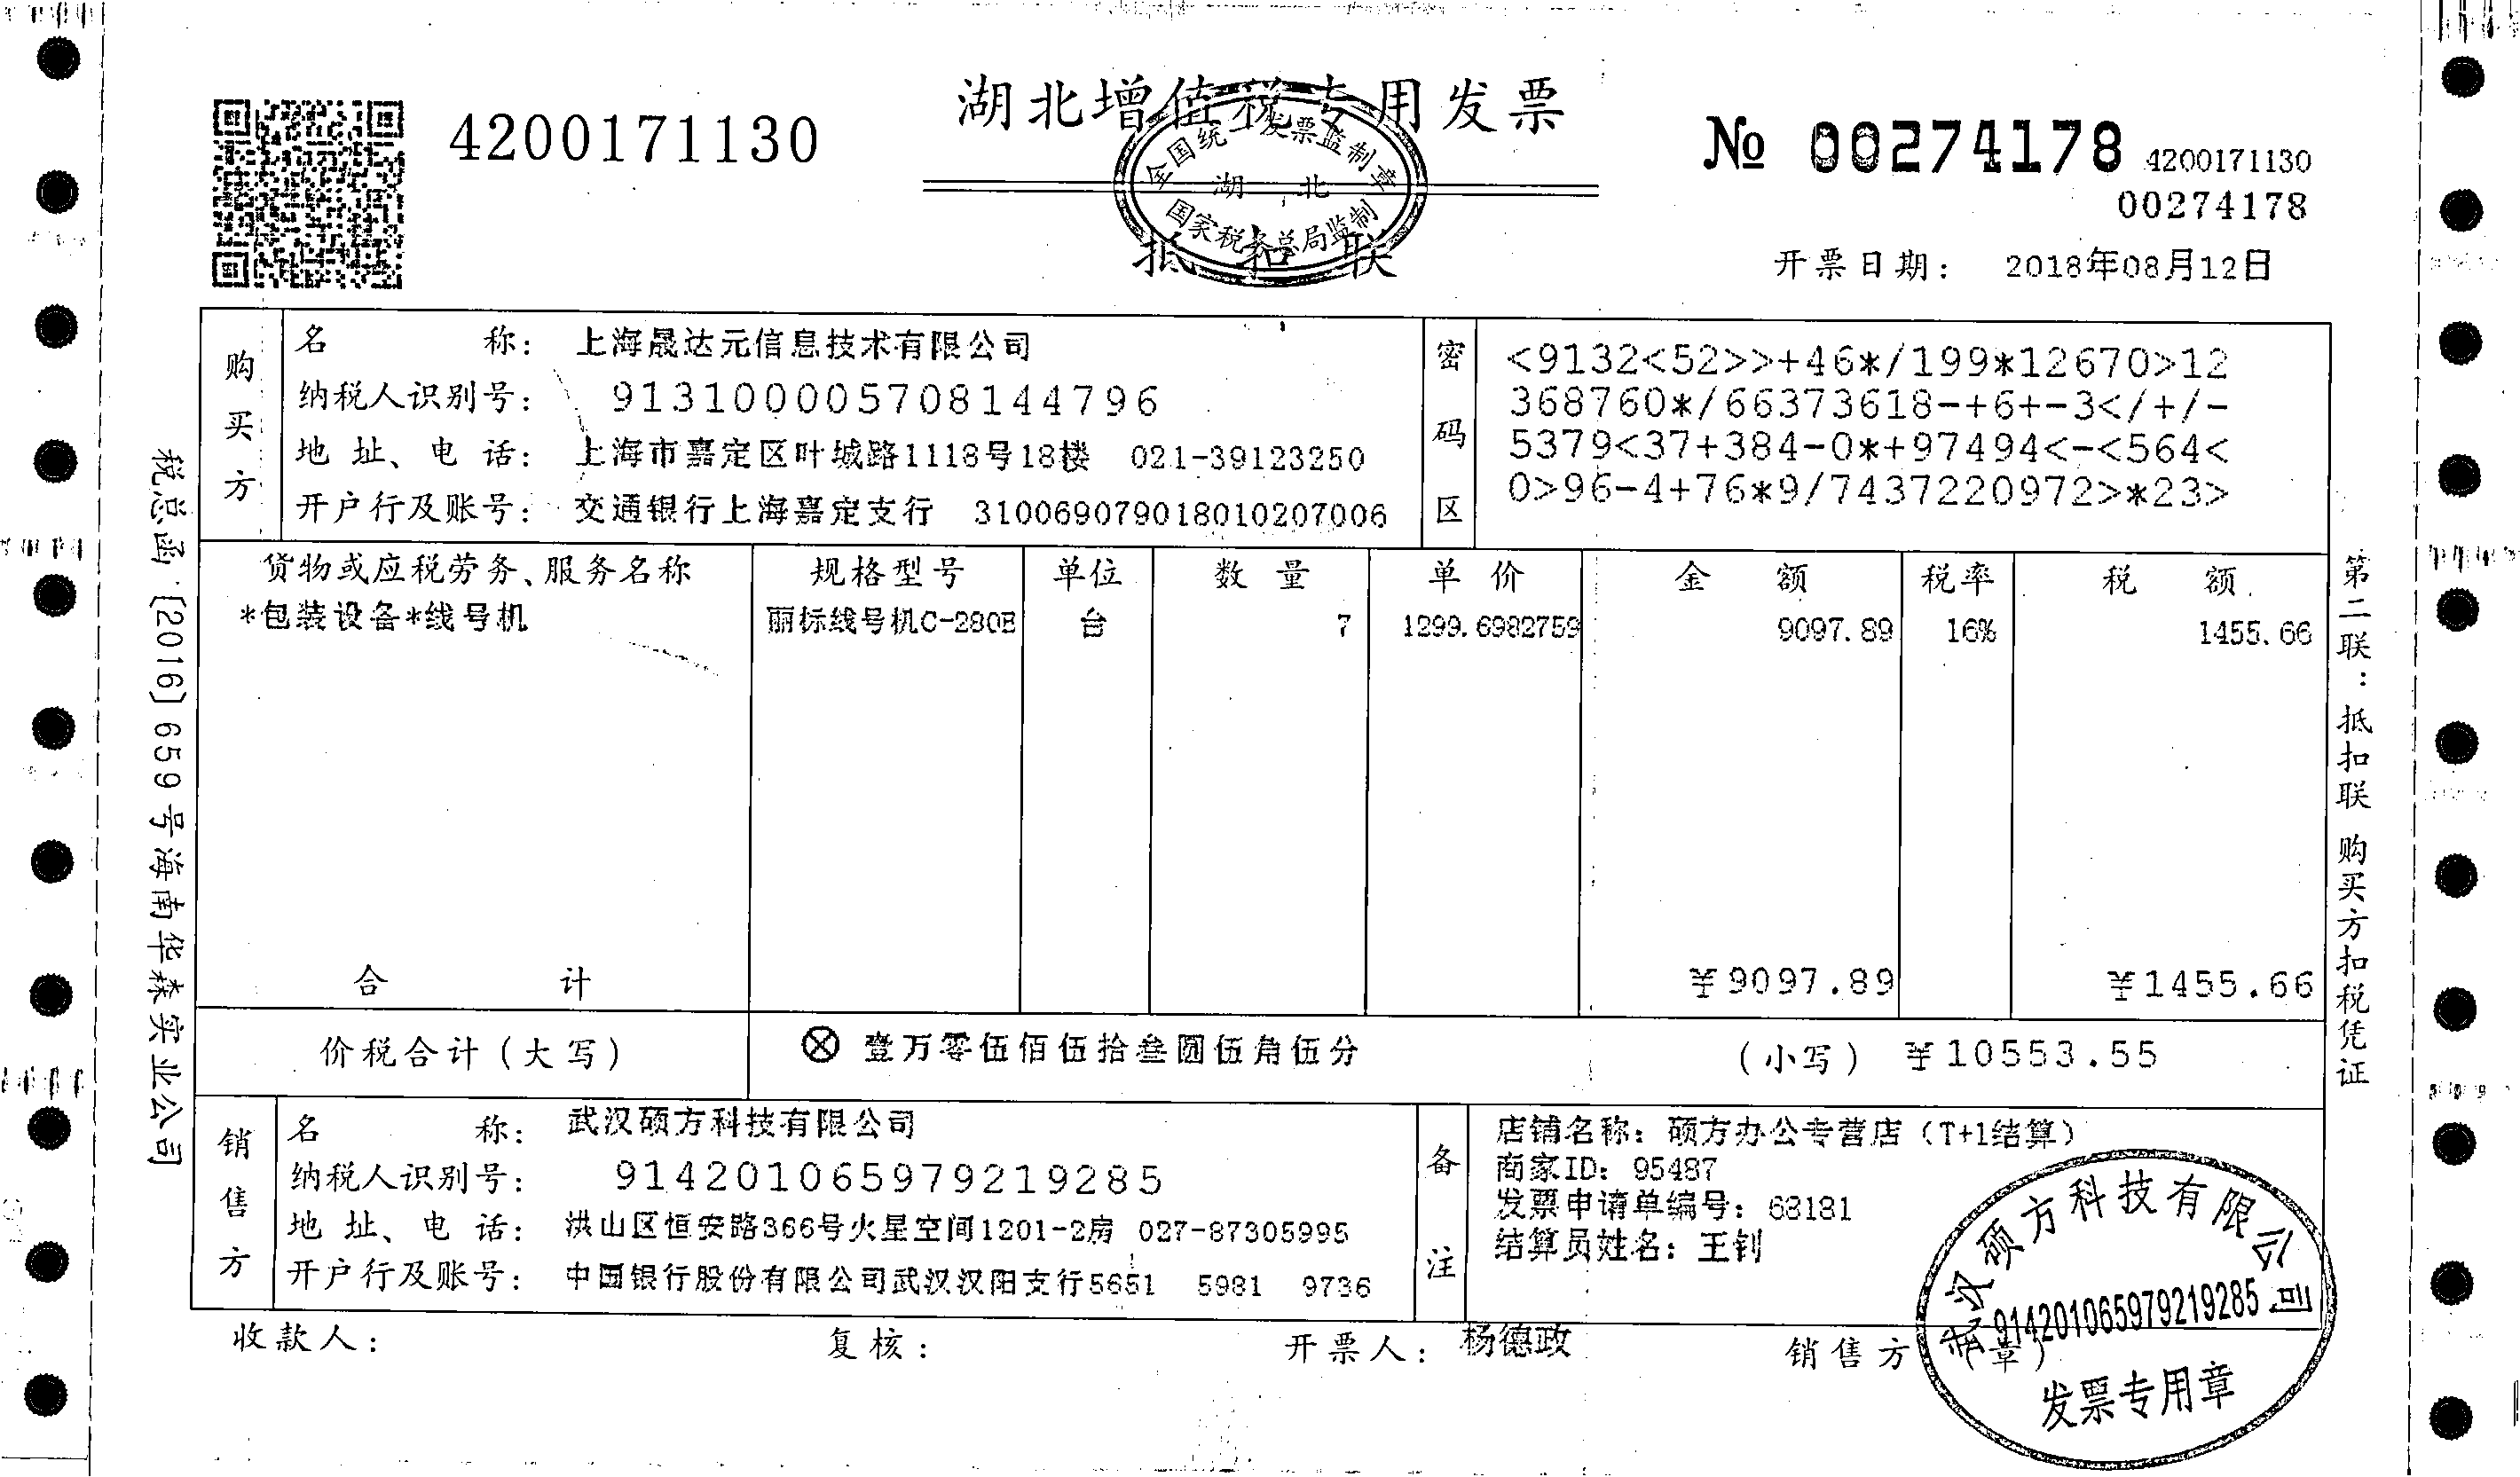 湖北增值税专用发票
4200171130
全国统一发票监制章
湖 北
国家税务总局监制
抵扣联
№ 00274178
4200171130
00274178
开票日期: 2018年08月12日
购买方
名 称: 上海晟达元信息技术有限公司
纳税人识别号: 913100005708144796
地 址、电 话: 上海市嘉定区叶城路1118号18楼 021-39123250
开户行及账号: 交通银行上海嘉定支行 310069079018010207006
密码区
<9132<52>>+46*/199*12670>12
368760*/66373618-+6+-3</+/-
5379<37+384-0*+97494<-<564<
0>96-4+76*9/7437220972>*23>
货物或应税劳务、服务名称 规格型号 单位 数 量 单 价 金 额 税率 税 额
*包装设备*线号机 丽标线号机C-280E 台 7 1299.6982759 9097.89 16% 1455.66
合 计 ¥9097.89 ¥1455.66
价税合计(大写) ⊗壹万零伍佰伍拾叁圆伍角伍分 (小写) ¥10553.55
销售方
名 称: 武汉硕方科技有限公司
纳税人识别号: 914201065979219285
地 址、电 话: 洪山区恒安路366号火星空间1201-2房 027-87305995
开户行及账号: 中国银行股份有限公司武汉汉阳支行5651 5981 9736
备注
店铺名称: 硕方办公专营店(T+1结算)
商家ID: 95487
发票申请单编号: 68181
结算员姓名: 王钊
收款人: 复核: 开票人: 杨德政 销售方:(章)
武汉硕方科技有限公司
914201065979219285
发票专用章
税总函[2016]659号海南华森实业公司
第二联:抵扣联 购买方扣税凭证